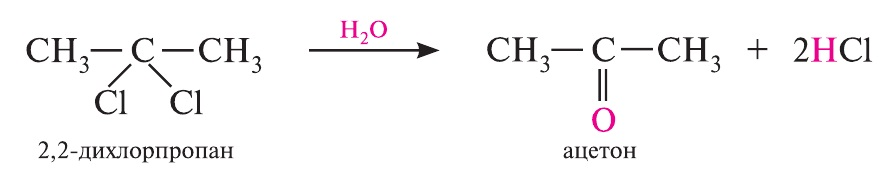 H₂O
CH₃—C—CH₃ → CH₃—C—CH₃ + 2HCl
Cl Cl O
2,2-дихлорпропан ацетон